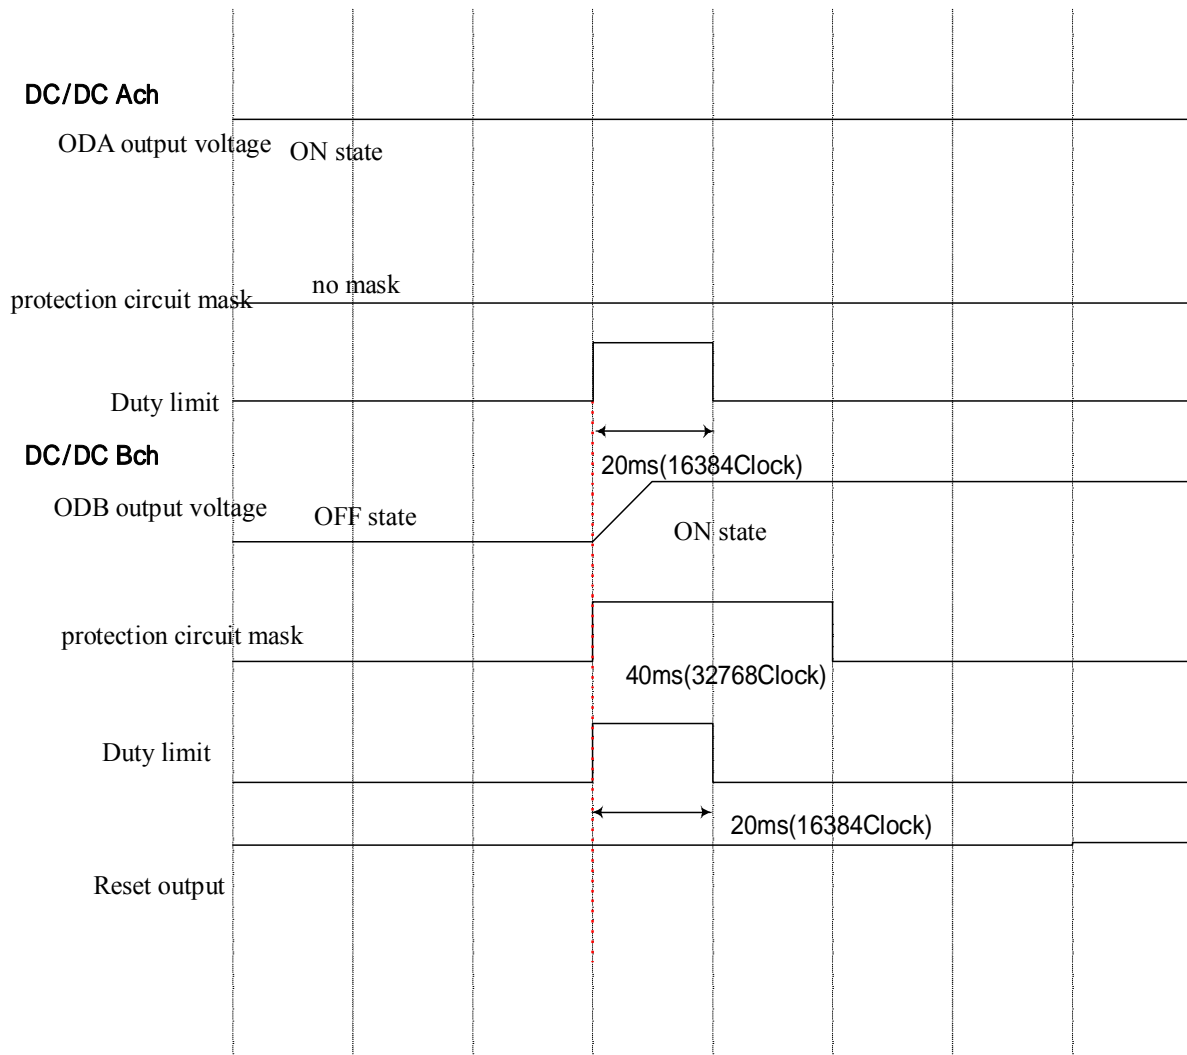 DC/DC Ach
ODA output voltage
ON state
no mask
protection circuit mask
Duty limit
DC/DC Bch
20ms(16384Clock)
ODB output voltage
OFF state
ON state
protection circuit mask
40ms(32768Clock)
Duty limit
20ms(16384Clock)
Reset output